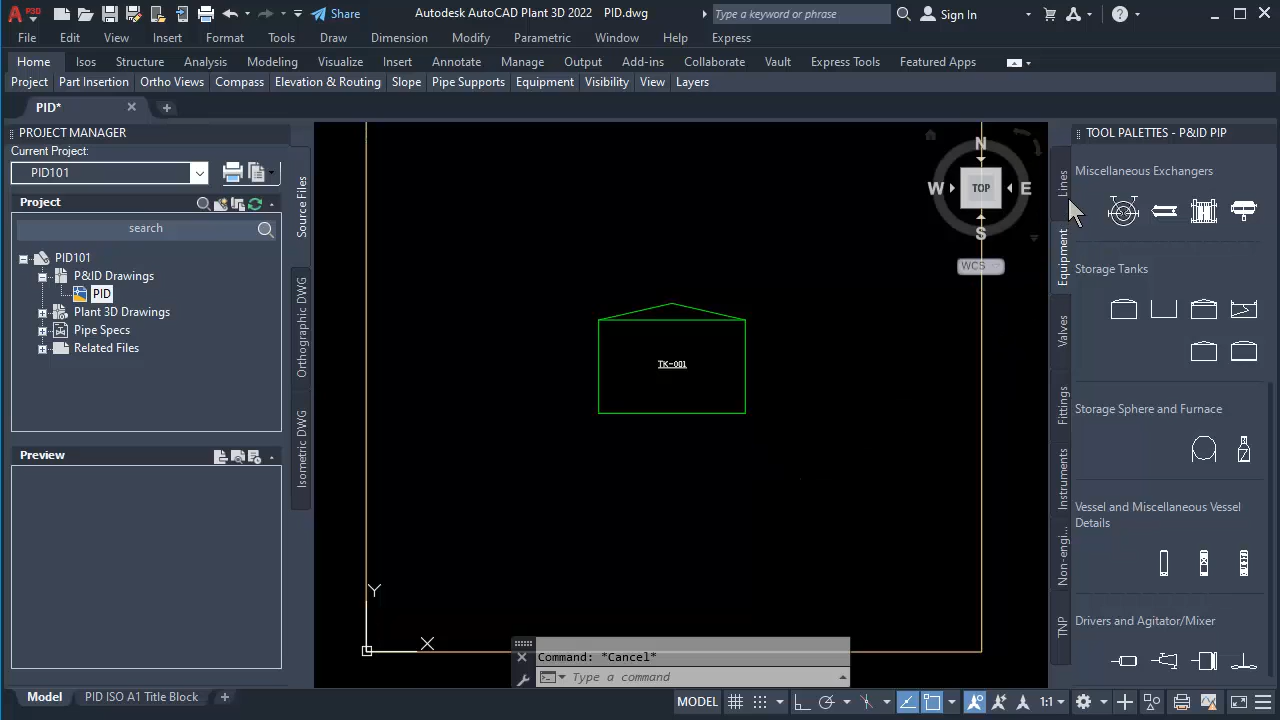 P3D
Share
Autodesk AutoCAD Plant 3D 2022 PID.dwg
Type a keyword or phrase
Sign In
File Edit View Insert Format Tools Draw Dimension Modify Parametric Window Help Express
Home Isos Structure Analysis Modeling Visualize Insert Annotate Manage Output Add-ins Collaborate Vault Express Tools Featured Apps
Project Part Insertion Ortho Views Compass Elevation & Routing Slope Pipe Supports Equipment Visibility View Layers
PID*
PROJECT MANAGER
Current Project:
PID101
Project
search
PID101
P&ID Drawings
PID
Plant 3D Drawings
Pipe Specs
Related Files
Preview
Source Files
Orthographic DWG
Isometric DWG
N
W TOP E
S
WCS
TK-001
Y
X
Command: *Cancel*
Type a command
Lines
Equipment
Valves
Fittings
Instruments
Non-engi...
TNP
TOOL PALETTES - P&ID PIP
Miscellaneous Exchangers
Storage Tanks
Storage Sphere and Furnace
Vessel and Miscellaneous Vessel
Details
Drivers and Agitator/Mixer
Model PID ISO A1 Title Block
MODEL
1:1